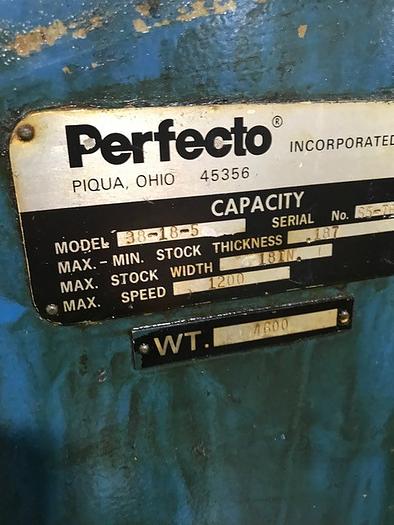 Perfecto® INCORPORATED
PIQUA, OHIO 45356
CAPACITY
MODEL 38-18-5 SERIAL No.
MAX. - MIN. STOCK THICKNESS .187
MAX. STOCK WIDTH 18IN.
MAX. SPEED 1200
WT. 4600